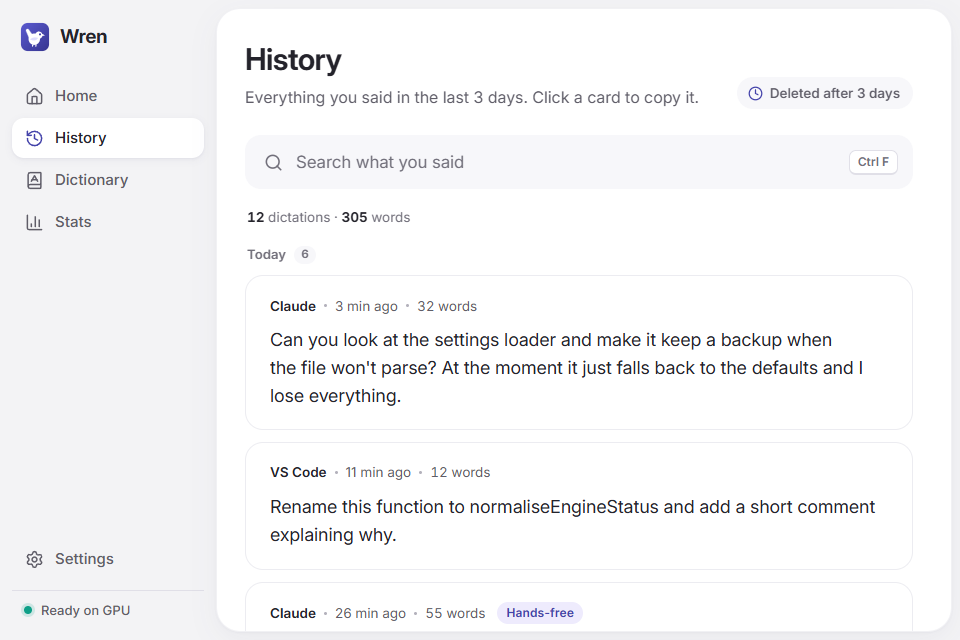 Wren
Home
History
Dictionary
Stats
Settings
Ready on GPU
History
Everything you said in the last 3 days. Click a card to copy it.
Deleted after 3 days
Search what you said
Ctrl F
12 dictations · 305 words
Today 6
Claude • 3 min ago • 32 words
Can you look at the settings loader and make it keep a backup when
the file won't parse? At the moment it just falls back to the defaults and I
lose everything.
VS Code • 11 min ago • 12 words
Rename this function to normaliseEngineStatus and add a short comment
explaining why.
Claude • 26 min ago • 55 words Hands-free